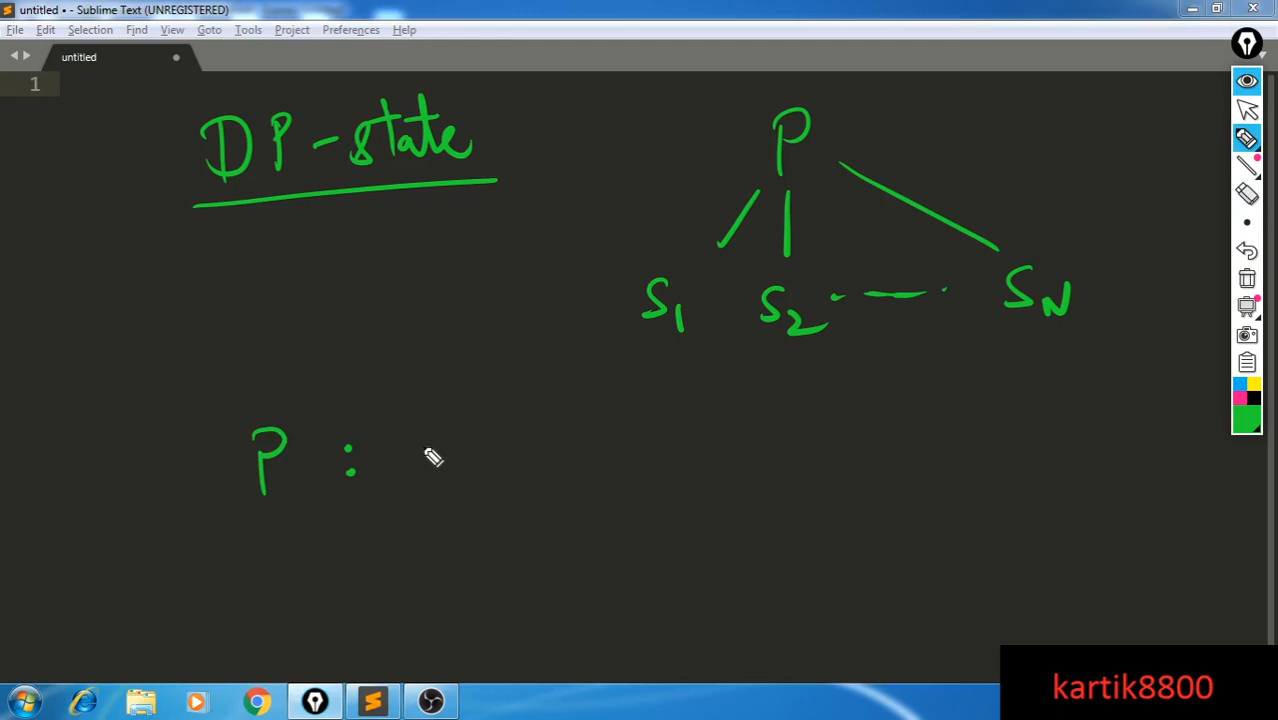 untitled • - Sublime Text (UNREGISTERED)
File Edit Selection Find View Goto Tools Project Preferences Help
untitled
1
DP-state
P
S1 S2 . — . SN
P :
kartik8800